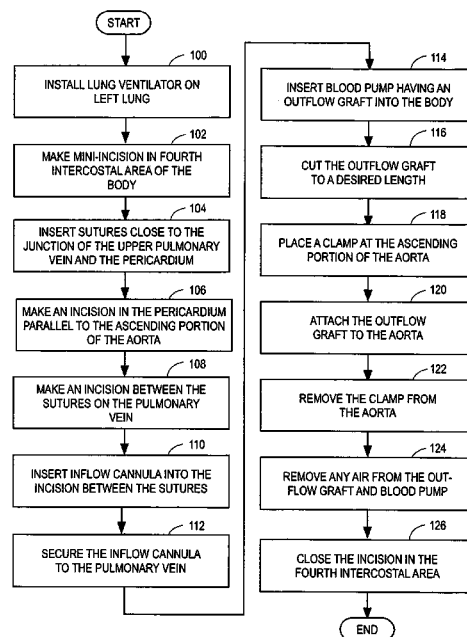 START
100
INSTALL LUNG VENTILATOR ON
LEFT LUNG
102
MAKE MINI-INCISION IN FOURTH
INTERCOSTAL AREA OF THE
BODY
104
INSERT SUTURES CLOSE TO THE
JUNCTION OF THE UPPER PULMONARY
VEIN AND THE PERICARDIUM
106
MAKE AN INCISION IN THE PERICARDIUM
PARALLEL TO THE ASCENDING PORTION
OF THE AORTA
108
MAKE AN INCISION BETWEEN THE
SUTURES ON THE PULMONARY
VEIN
110
INSERT INFLOW CANNULA INTO THE
INCISION BETWEEN THE SUTURES
112
SECURE THE INFLOW CANNULA
TO THE PULMONARY VEIN
114
INSERT BLOOD PUMP HAVING AN
OUTFLOW GRAFT INTO THE BODY
116
CUT THE OUTFLOW GRAFT
TO A DESIRED LENGTH
118
PLACE A CLAMP AT THE ASCENDING
PORTION OF THE AORTA
120
ATTACH THE OUTFLOW
GRAFT TO THE AORTA
122
REMOVE THE CLAMP FROM
THE AORTA
124
REMOVE ANY AIR FROM THE OUT-
FLOW GRAFT AND BLOOD PUMP
126
CLOSE THE INCISION IN THE
FOURTH INTERCOSTAL AREA
END